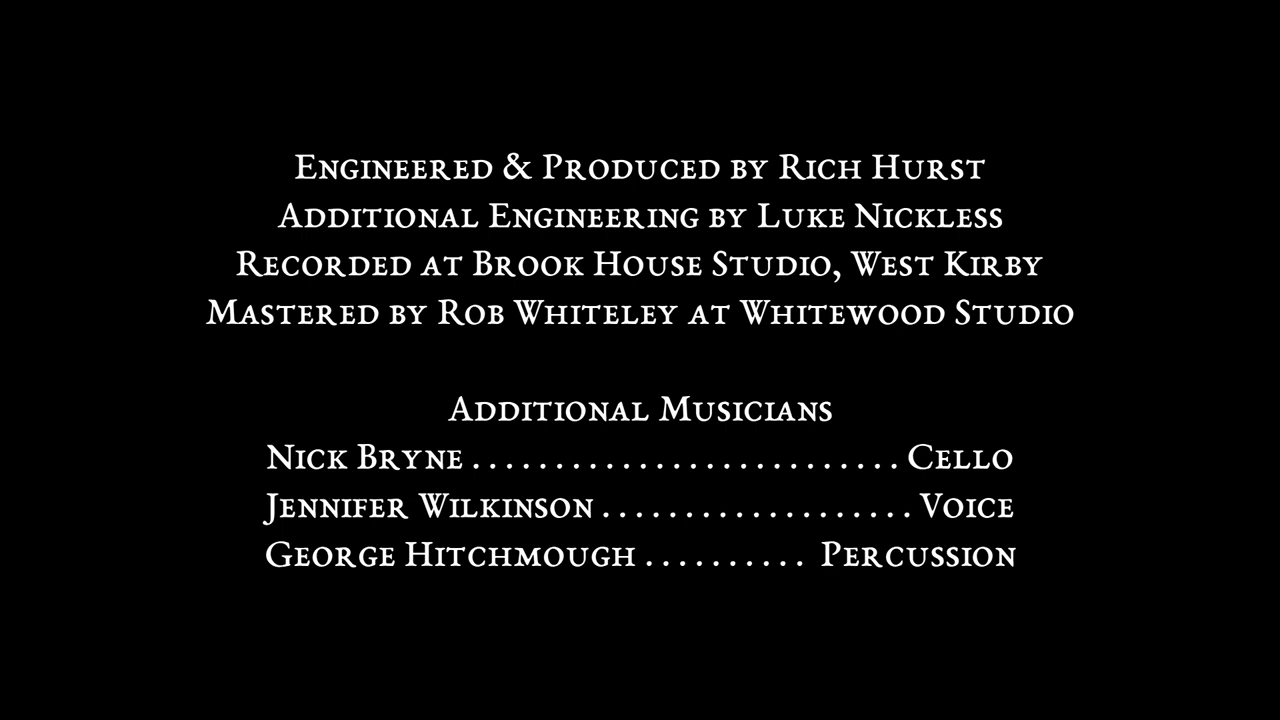 Engineered & Produced by Rich Hurst
Additional Engineering by Luke Nickless
Recorded at Brook House Studio, West Kirby
Mastered by Rob Whiteley at Whitewood Studio
Additional Musicians
Nick Bryne . . . . . . . . . . . . . . . . . . . . . . . . . . Cello
Jennifer Wilkinson . . . . . . . . . . . . . . . . . . . Voice
George Hitchmough . . . . . . . . . . Percussion